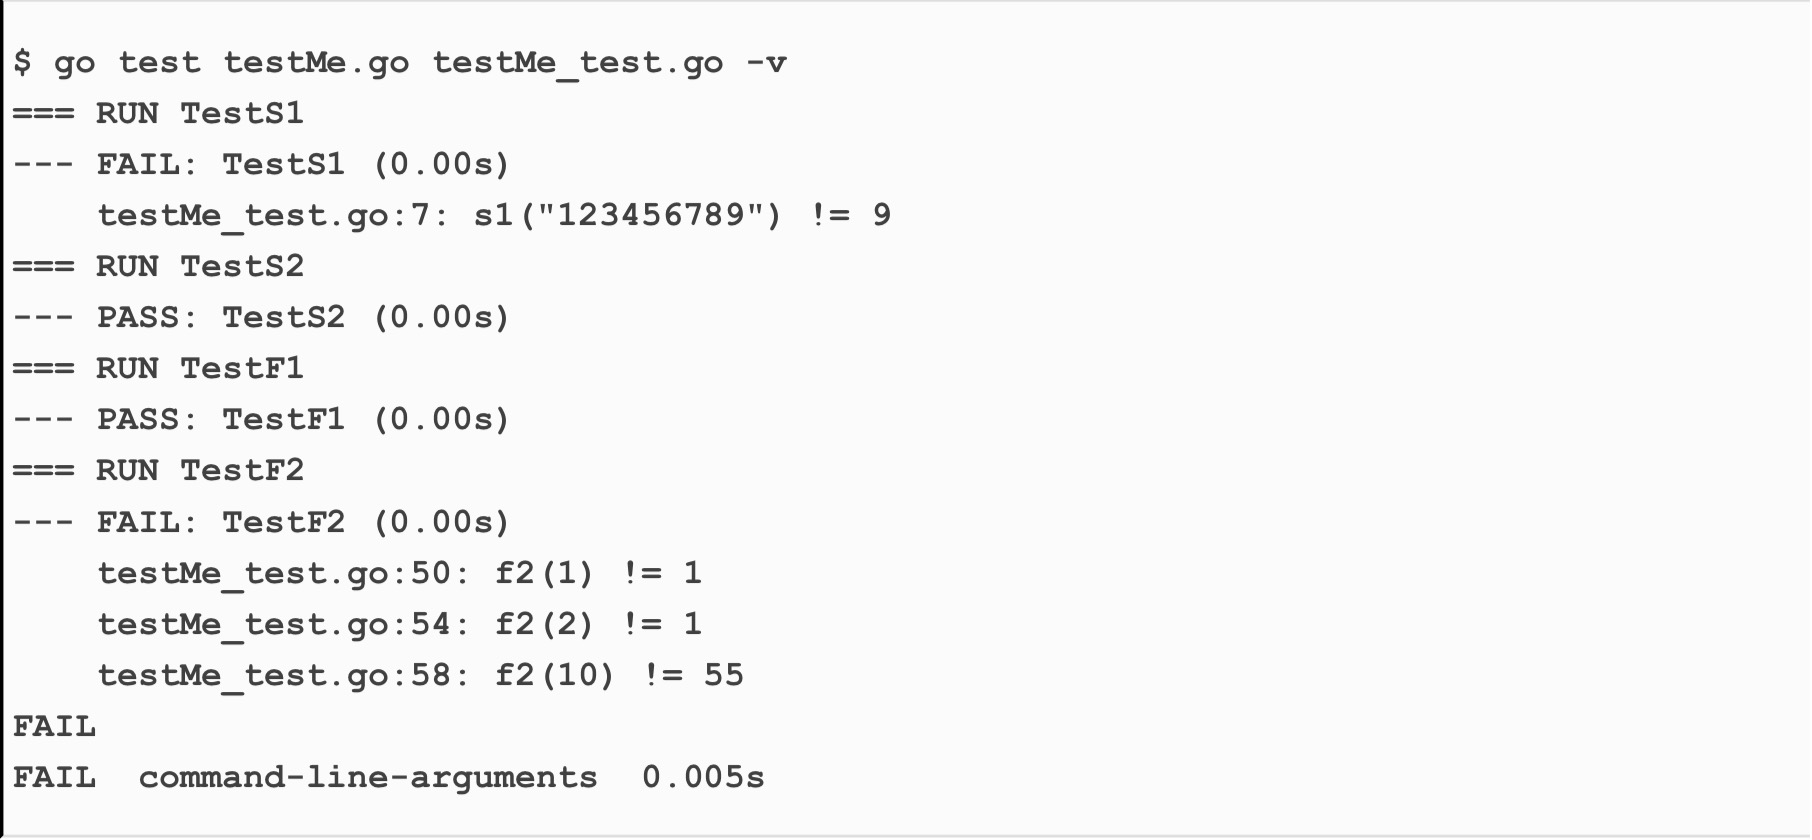 $ go test testMe.go testMe_test.go -v
=== RUN TestS1
--- FAIL: TestS1 (0.00s)
    testMe_test.go:7: s1("123456789") != 9
=== RUN TestS2
--- PASS: TestS2 (0.00s)
=== RUN TestF1
--- PASS: TestF1 (0.00s)
=== RUN TestF2
--- FAIL: TestF2 (0.00s)
    testMe_test.go:50: f2(1) != 1
    testMe_test.go:54: f2(2) != 1
    testMe_test.go:58: f2(10) != 55
FAIL
FAIL  command-line-arguments  0.005s